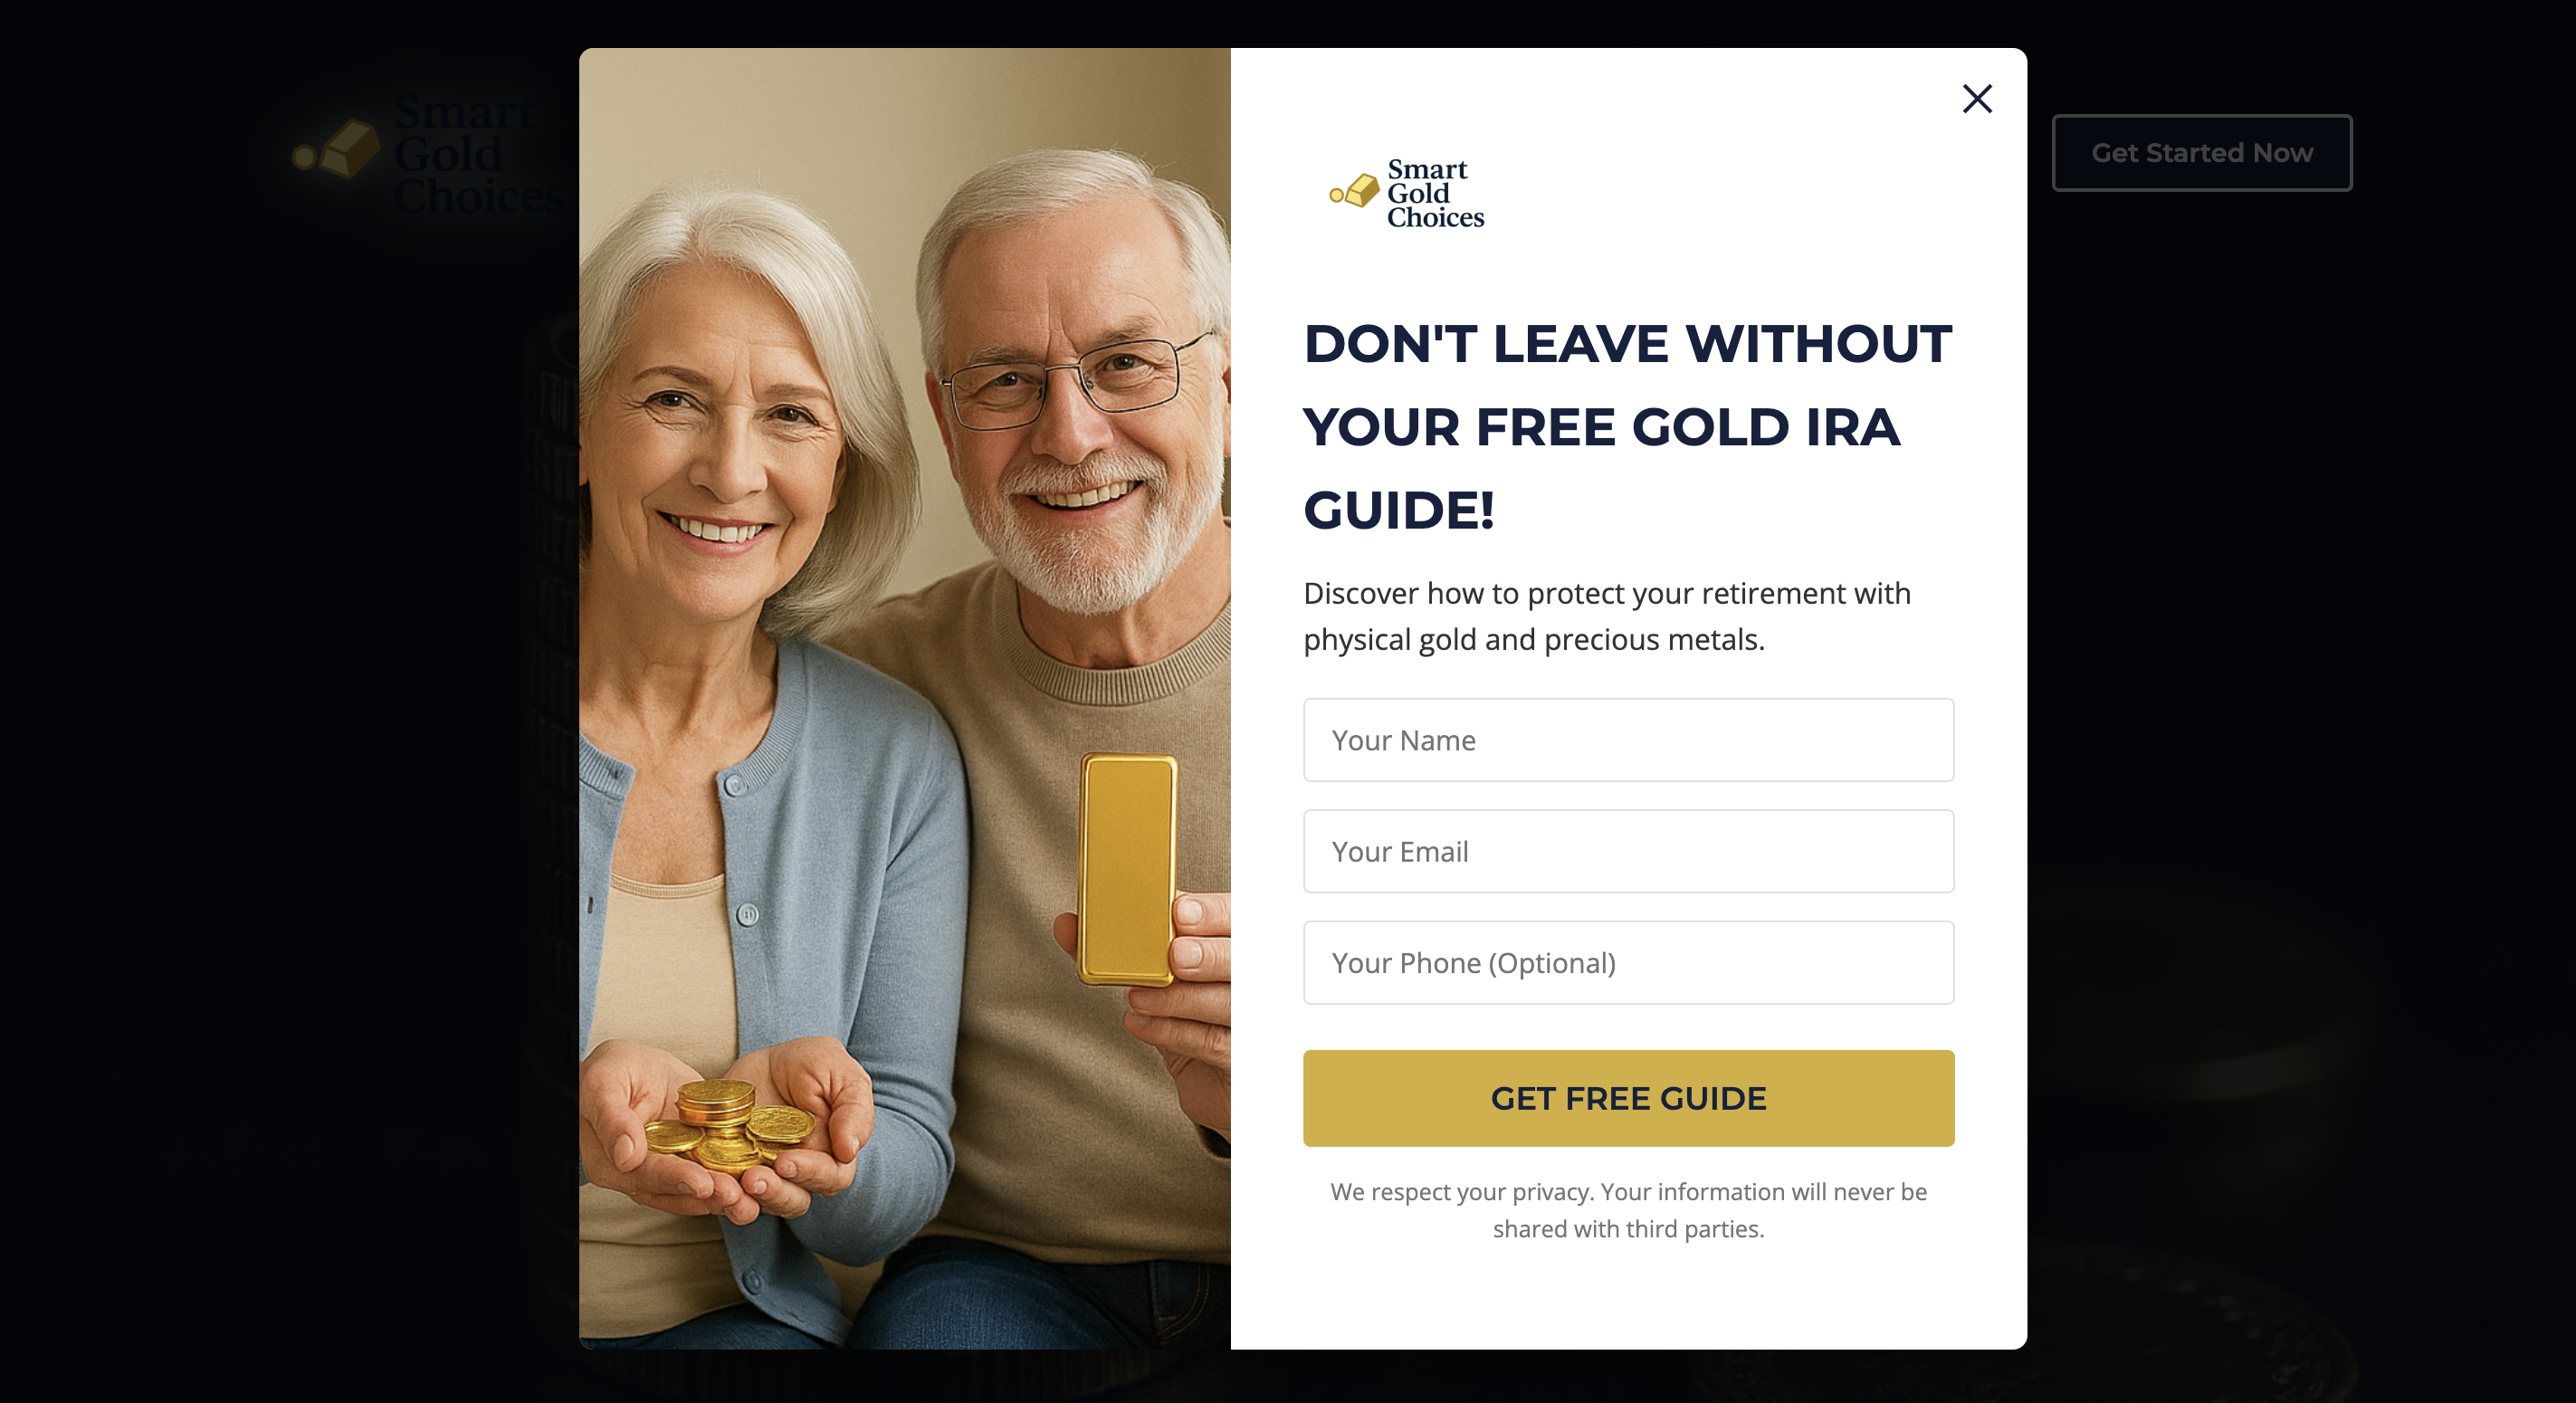 Smart
Gold
Choices
Get Started Now
Smart
Gold
Choices
DON'T LEAVE WITHOUT
YOUR FREE GOLD IRA
GUIDE!
Discover how to protect your retirement with
physical gold and precious metals.
Your Name
Your Email
Your Phone (Optional)
GET FREE GUIDE
We respect your privacy. Your information will never be
shared with third parties.